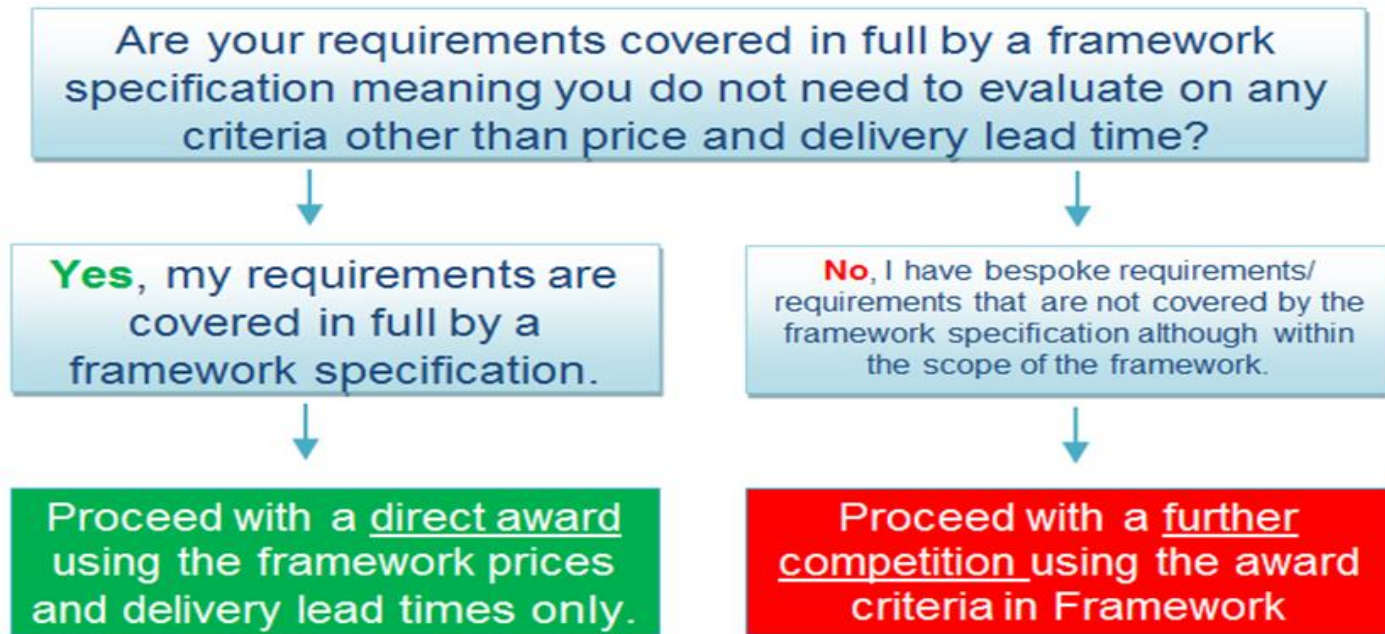 Are your requirements covered in full by a framework
specification meaning you do not need to evaluate on any
criteria other than price and delivery lead time?
Yes, my requirements are
covered in full by a
framework specification.
No, I have bespoke requirements/
requirements that are not covered by the
framework specification although within
the scope of the framework.
Proceed with a direct award
using the framework prices
and delivery lead times only.
Proceed with a further
competition using the award
criteria in Framework